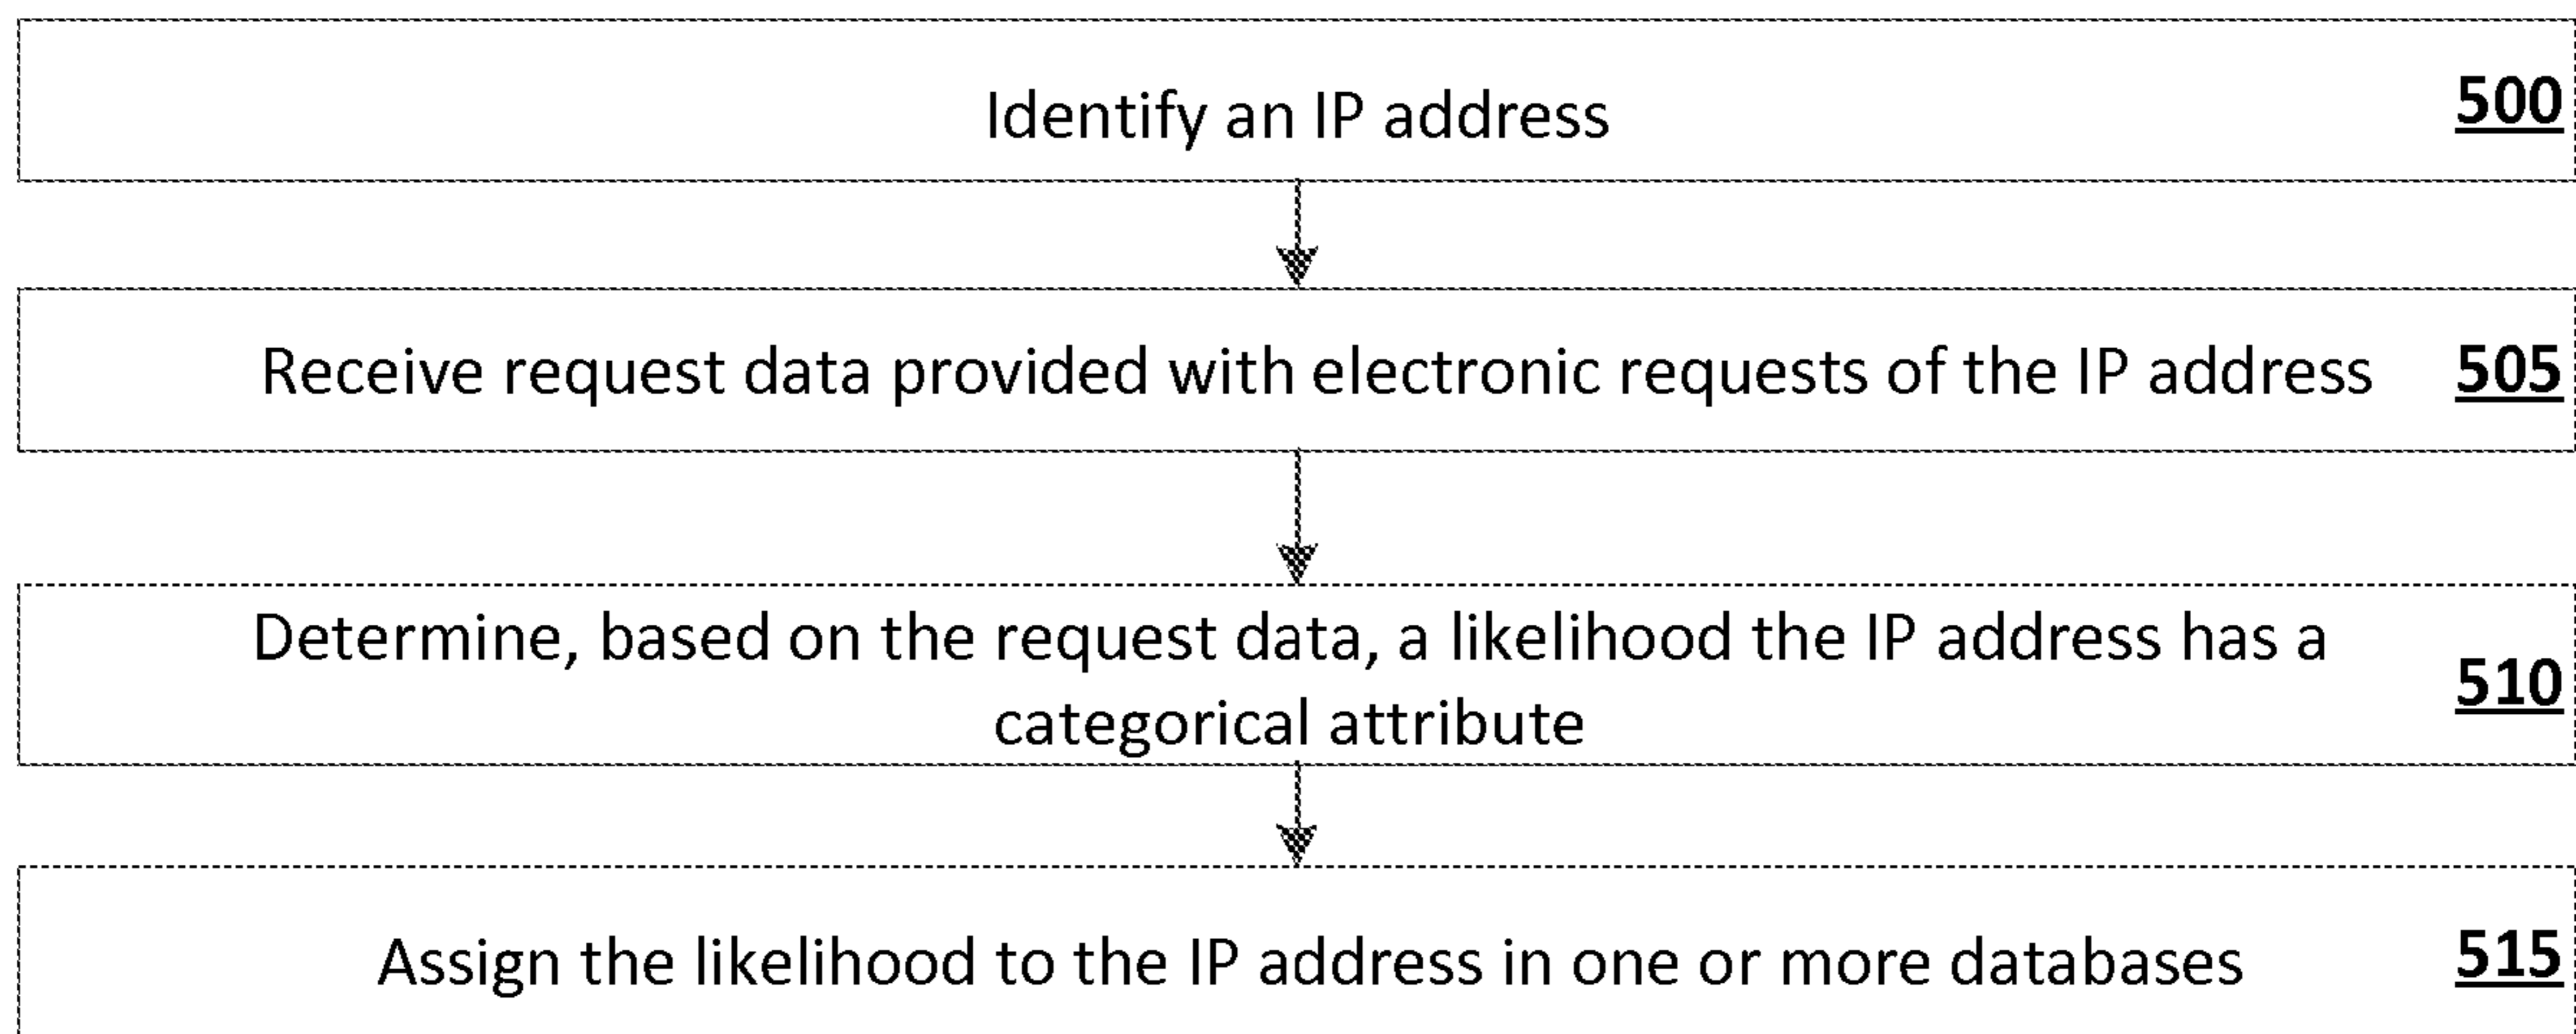 Identify an IP address 500
Receive request data provided with electronic requests of the IP address 505
Determine, based on the request data, a likelihood the IP address has a
categorical attribute
510
Assign the likelihood to the IP address in one or more databases 515